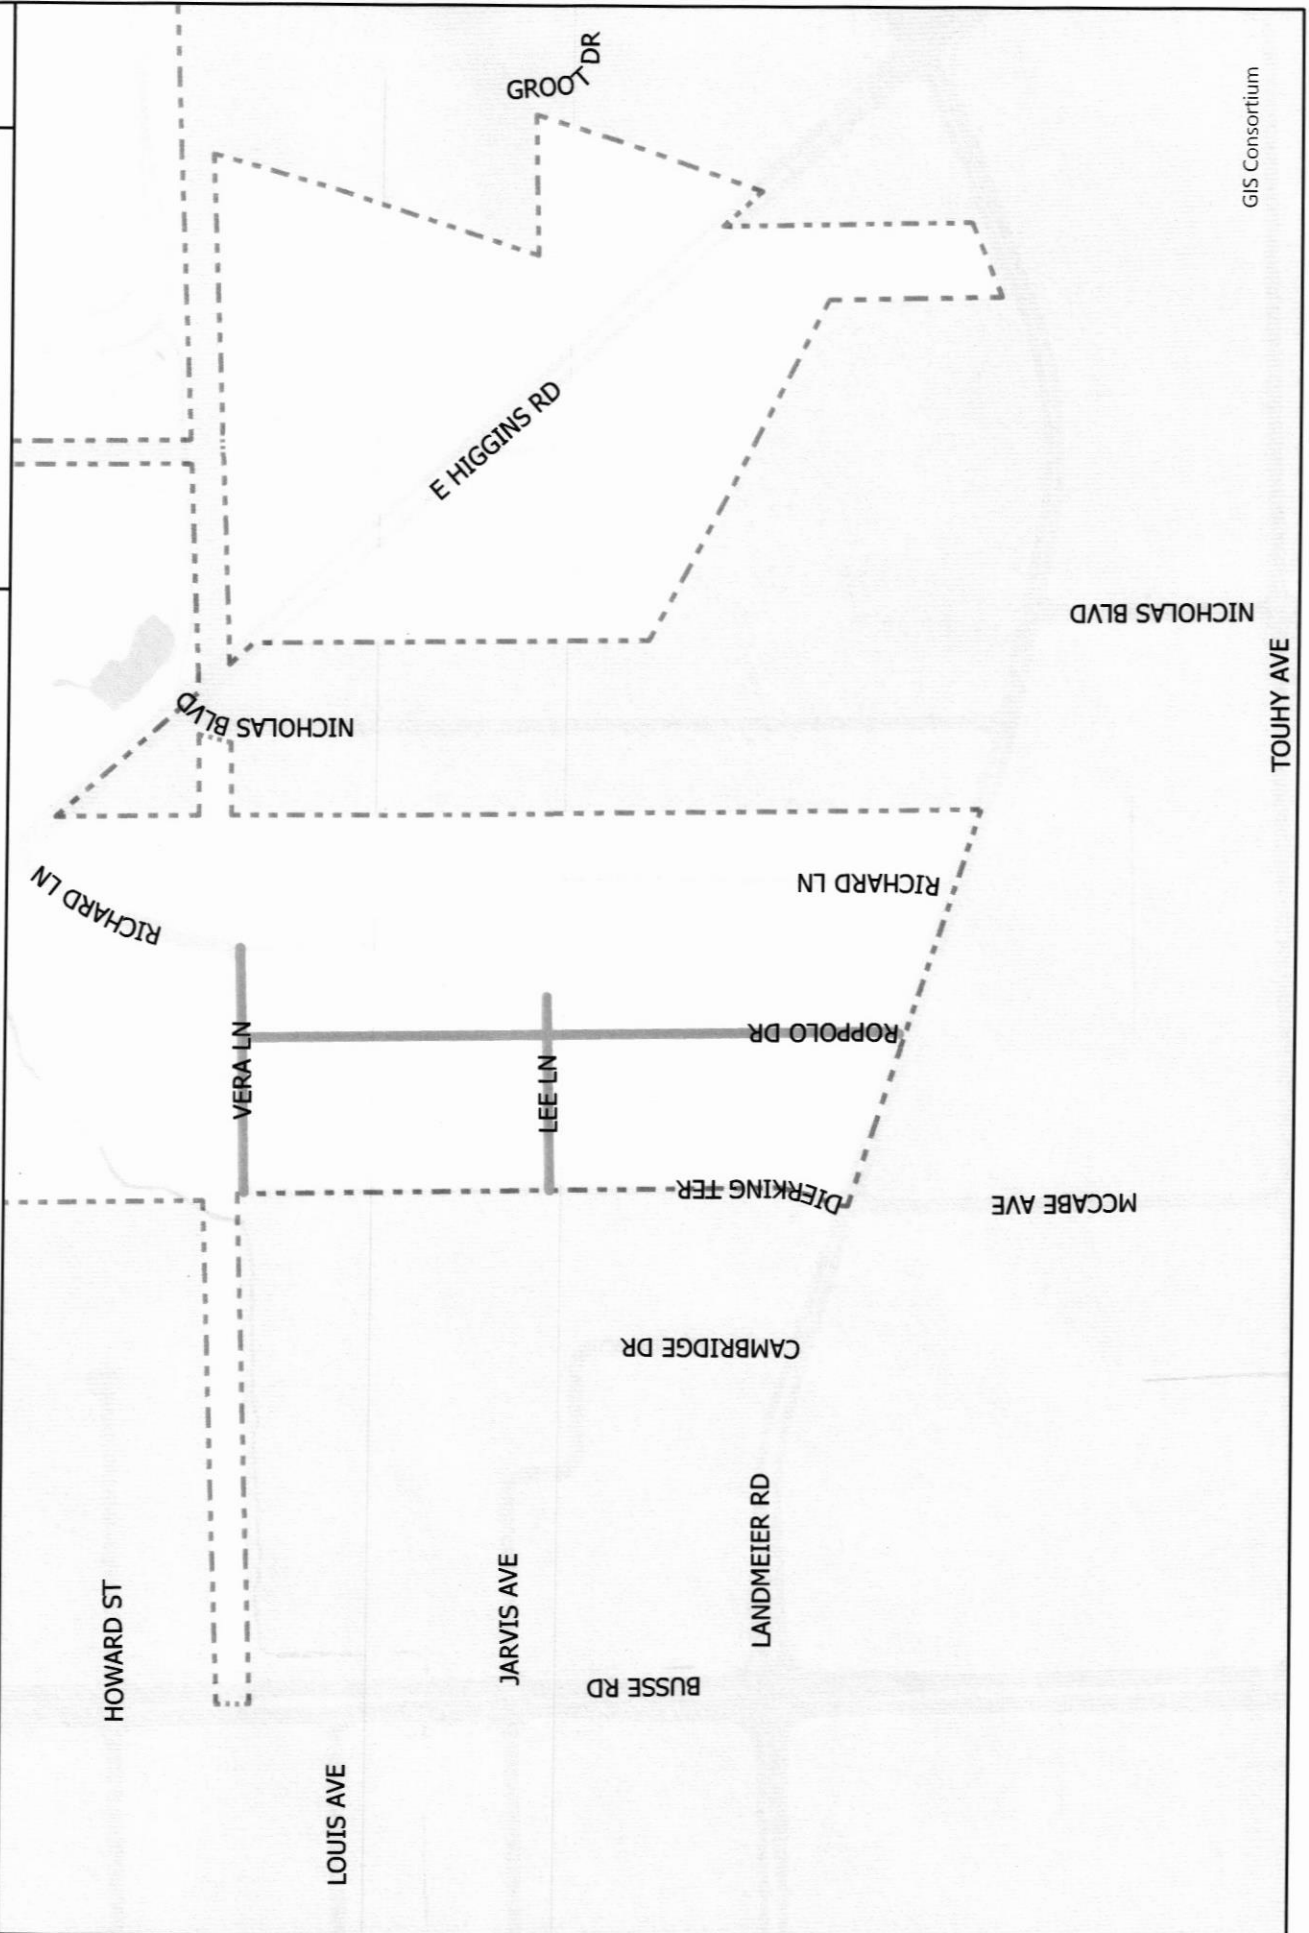 GROOT DR
GIS Consortium
E HIGGINS RD
NICHOLAS BLVD
TOUHY AVE
NICHOLAS BLVD
RICHARD LN
RICHARD LN
VERA LN
LEE LN
ROPPOLO DR
DIERKING TER
MCCABE AVE
CAMBRIDGE DR
LANDMEIER RD
HOWARD ST
JARVIS AVE
BUSSE RD
LOUIS AVE